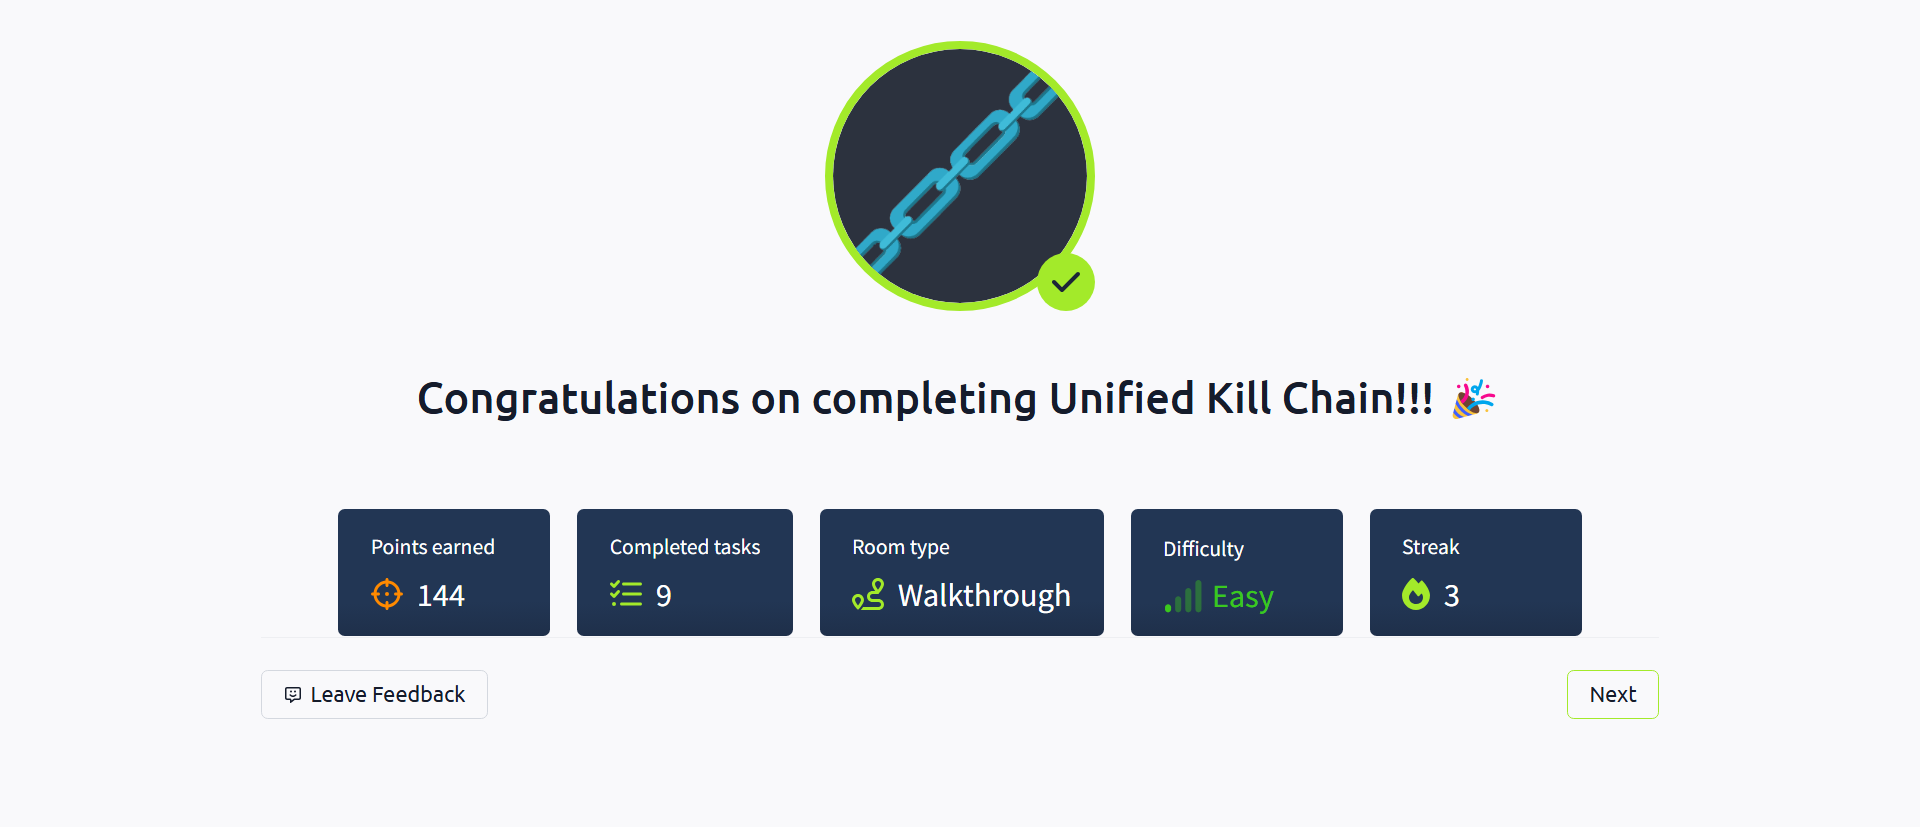 Congratulations on completing Unified Kill Chain!!! 🎉
Points earned
144
Completed tasks
9
Room type
Walkthrough
Difficulty
Easy
Streak
3
Leave Feedback
Next